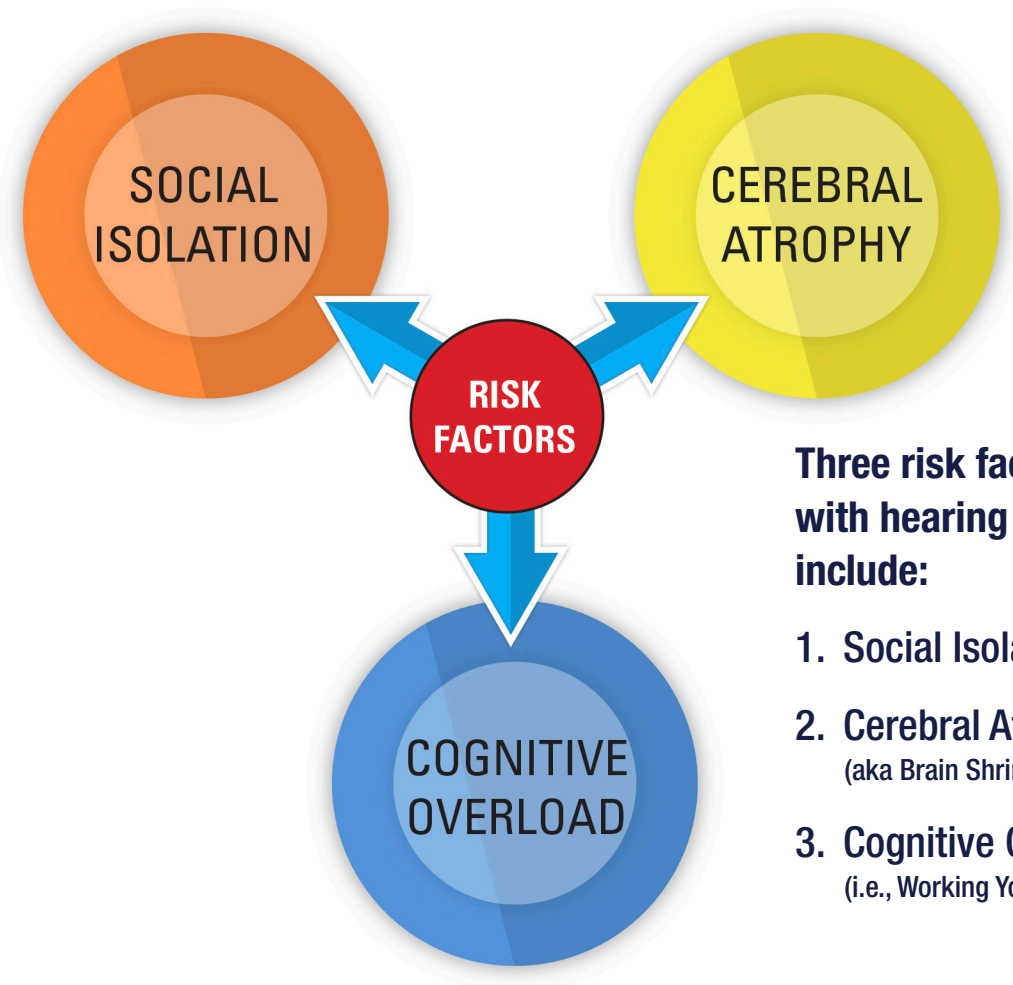 SOCIAL
ISOLATION
CEREBRAL
ATROPHY
RISK
FACTORS
COGNITIVE
OVERLOAD
Three risk
with hearing
include:
1. Social
2. Cerebral
(aka Brain
3. Cognitive
(i.e., Working